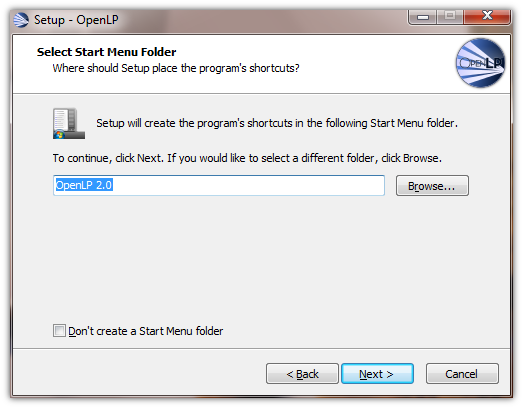 Setup - OpenLP
Select Start Menu Folder
Where should Setup place the program's shortcuts?
OPENLP
Setup will create the program's shortcuts in the following Start Menu folder.
To continue, click Next. If you would like to select a different folder, click Browse.
OpenLP 2.0
Browse...
Don't create a Start Menu folder
< Back
Next >
Cancel